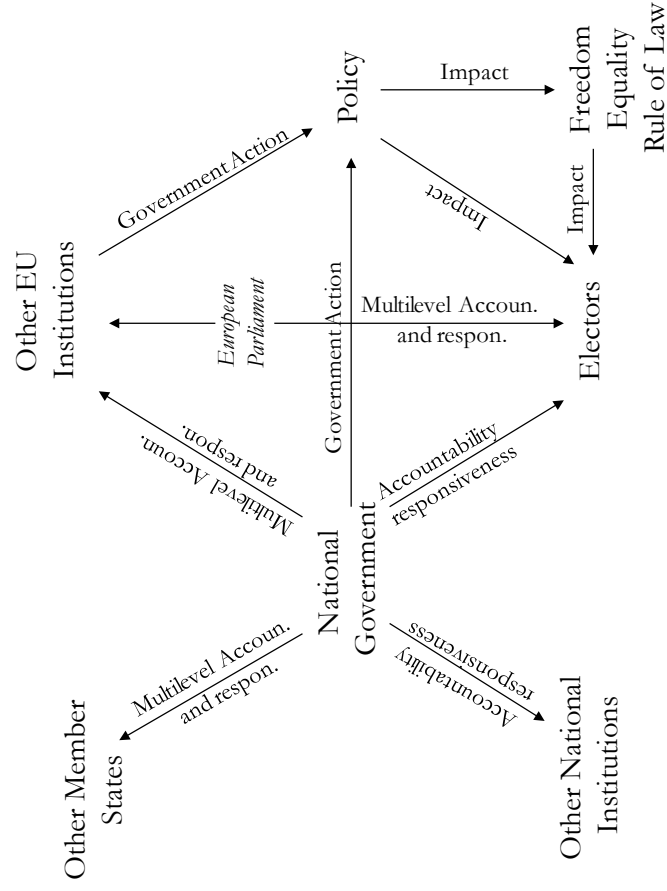 Other Member
States
Other EU
Institutions
Multilevel Accoun.
and respon.
Multilevel Accoun.
and respon.
Government Action
European
Parliament
National
Government
Government Action
Policy
Multilevel Accoun.
and respon.
Accountability
responsiveness
Accountability
responsiveness
Impact
Impact
Other National
Institutions
Electors
Impact
Freedom
Equality
Rule of Law